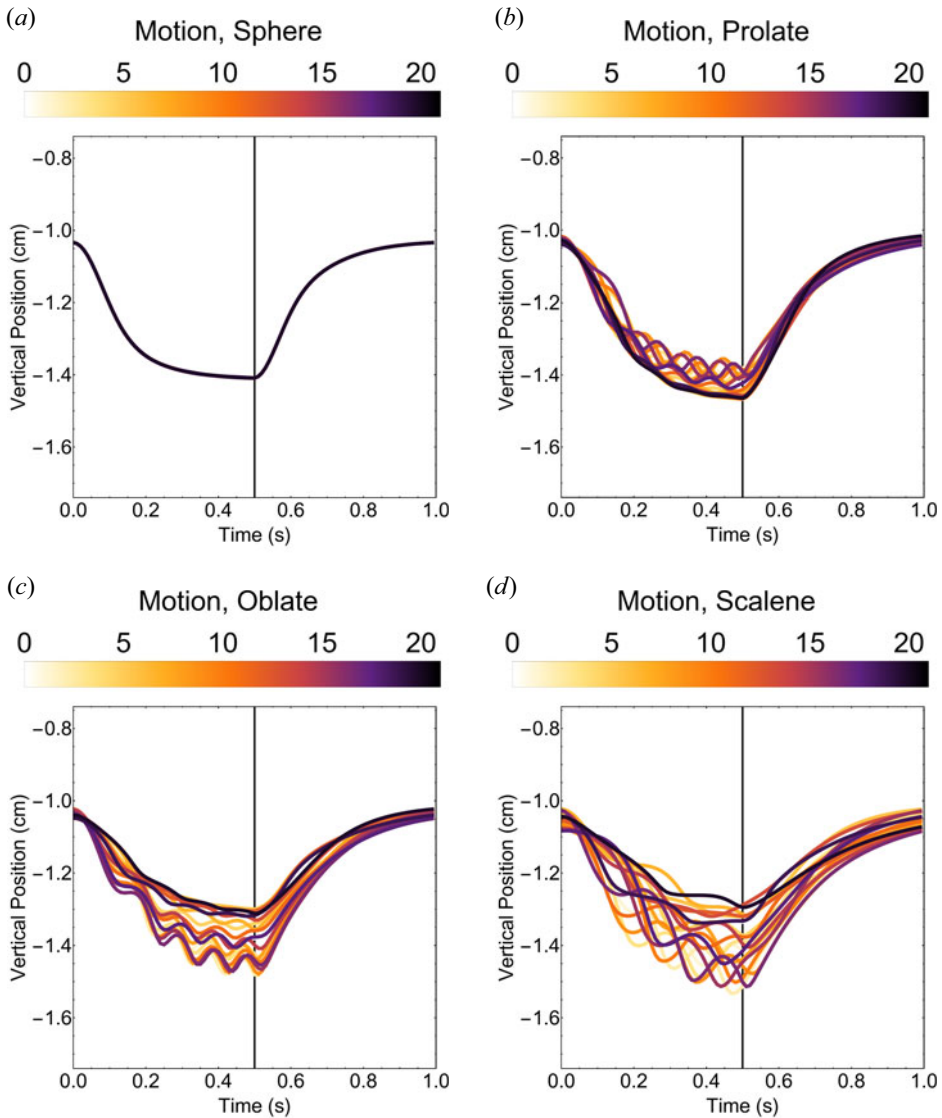 (a)
Motion, Sphere
0 5 10 15 20
Vertical Position (cm)
−0.8
−1.0
−1.2
−1.4
−1.6
0.0 0.2 0.4 0.6 0.8 1.0
Time (s)
(b)
Motion, Prolate
0 5 10 15 20
Vertical Position (cm)
−0.8
−1.0
−1.2
−1.4
−1.6
0.0 0.2 0.4 0.6 0.8 1.0
Time (s)
(c)
Motion, Oblate
0 5 10 15 20
Vertical Position (cm)
−0.8
−1.0
−1.2
−1.4
−1.6
0.0 0.2 0.4 0.6 0.8 1.0
Time (s)
(d)
Motion, Scalene
0 5 10 15 20
Vertical Position (cm)
−0.8
−1.0
−1.2
−1.4
−1.6
0.0 0.2 0.4 0.6 0.8 1.0
Time (s)